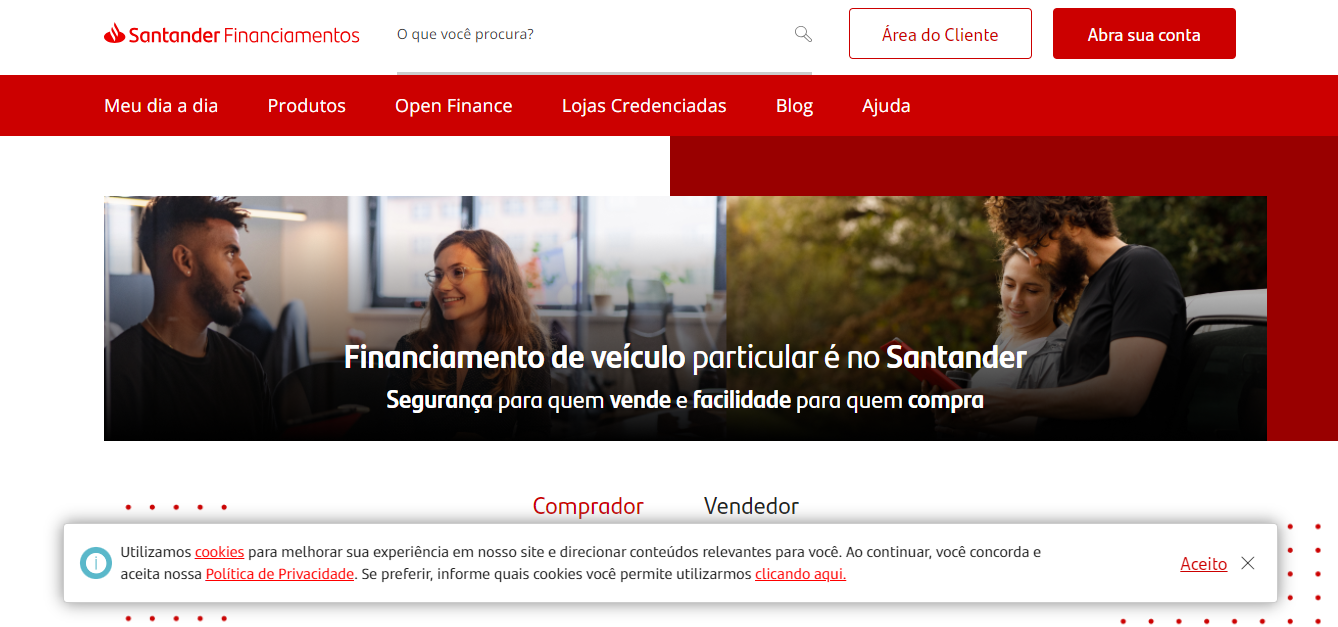 Santander Financiamentos
O que você procura?
Área do Cliente
Abra sua conta
Meu dia a dia
Produtos
Open Finance
Lojas Credenciadas
Blog
Ajuda
Financiamento de veículo particular é no Santander
Segurança para quem vende e facilidade para quem compra
Comprador
Vendedor
Utilizamos cookies para melhorar sua experiência em nosso site e direcionar conteúdos relevantes para você. Ao continuar, você concorda e
aceita nossa Política de Privacidade. Se preferir, informe quais cookies você permite utilizarmos clicando aqui.
Aceito